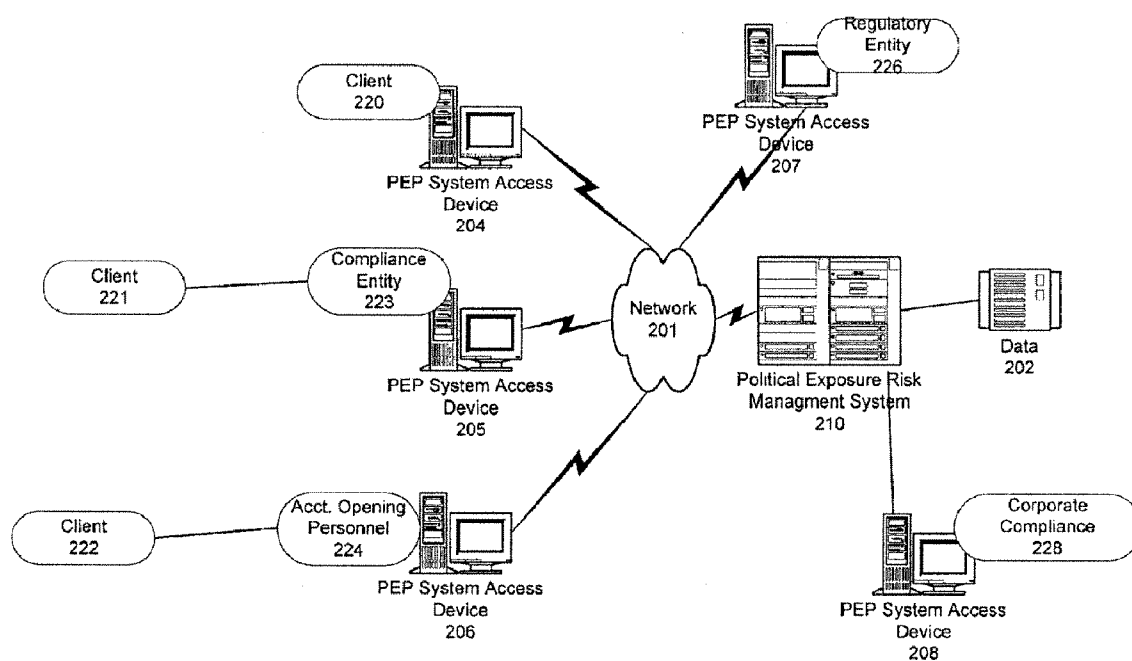 Regulatory
Entity
226
PEP System Access
Device
207
Client
220
PEP System Access
Device
204
Client
221
Compliance
Entity
223
PEP System Access
Device
205
Network
201
Political Exposure Risk
Managment System
210
Data
202
Client
222
Acct. Opening
Personnel
224
PEP System Access
Device
206
Corporate
Compliance
228
PEP System Access
Device
208